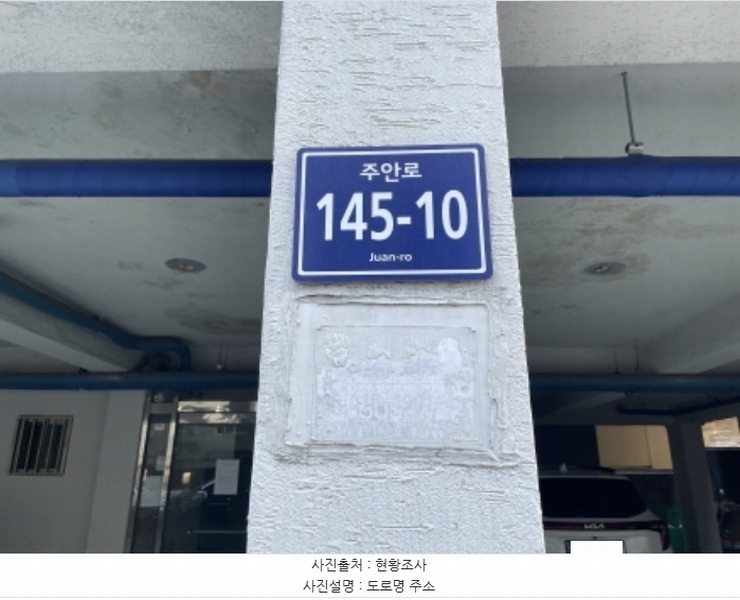 주안로
145-10
Juan-ro
KIA
사진출처 : 현황조사
사진설명 : 도로명 주소